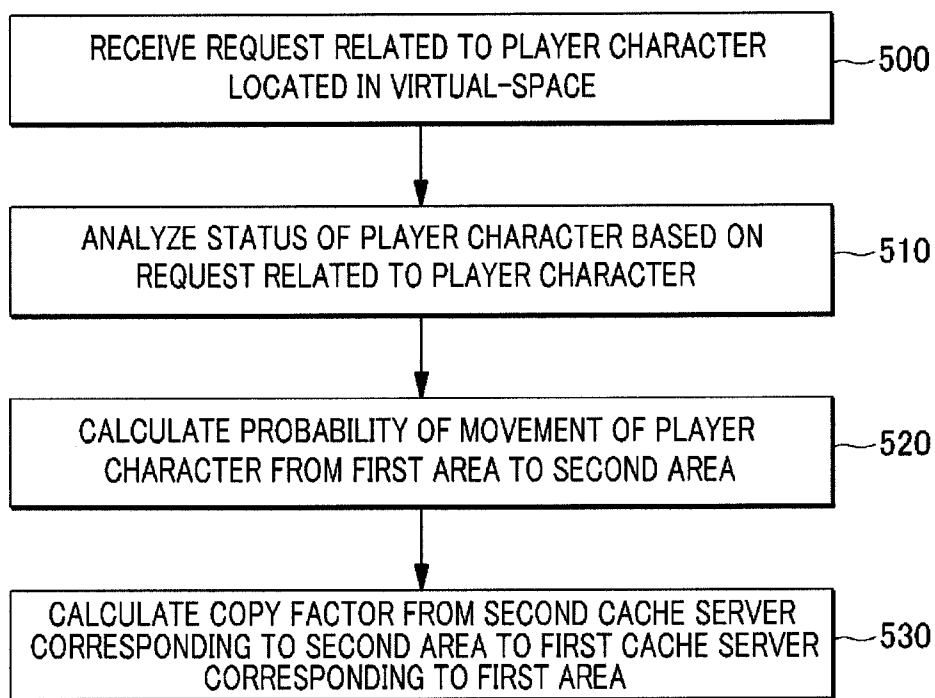 RECEIVE REQUEST RELATED TO PLAYER CHARACTER
LOCATED IN VIRTUAL-SPACE
500
ANALYZE STATUS OF PLAYER CHARACTER BASED ON
REQUEST RELATED TO PLAYER CHARACTER
510
CALCULATE PROBABILITY OF MOVEMENT OF PLAYER
CHARACTER FROM FIRST AREA TO SECOND AREA
520
CALCULATE COPY FACTOR FROM SECOND CACHE SERVER
CORRESPONDING TO SECOND AREA TO FIRST CACHE SERVER
CORRESPONDING TO FIRST AREA
530